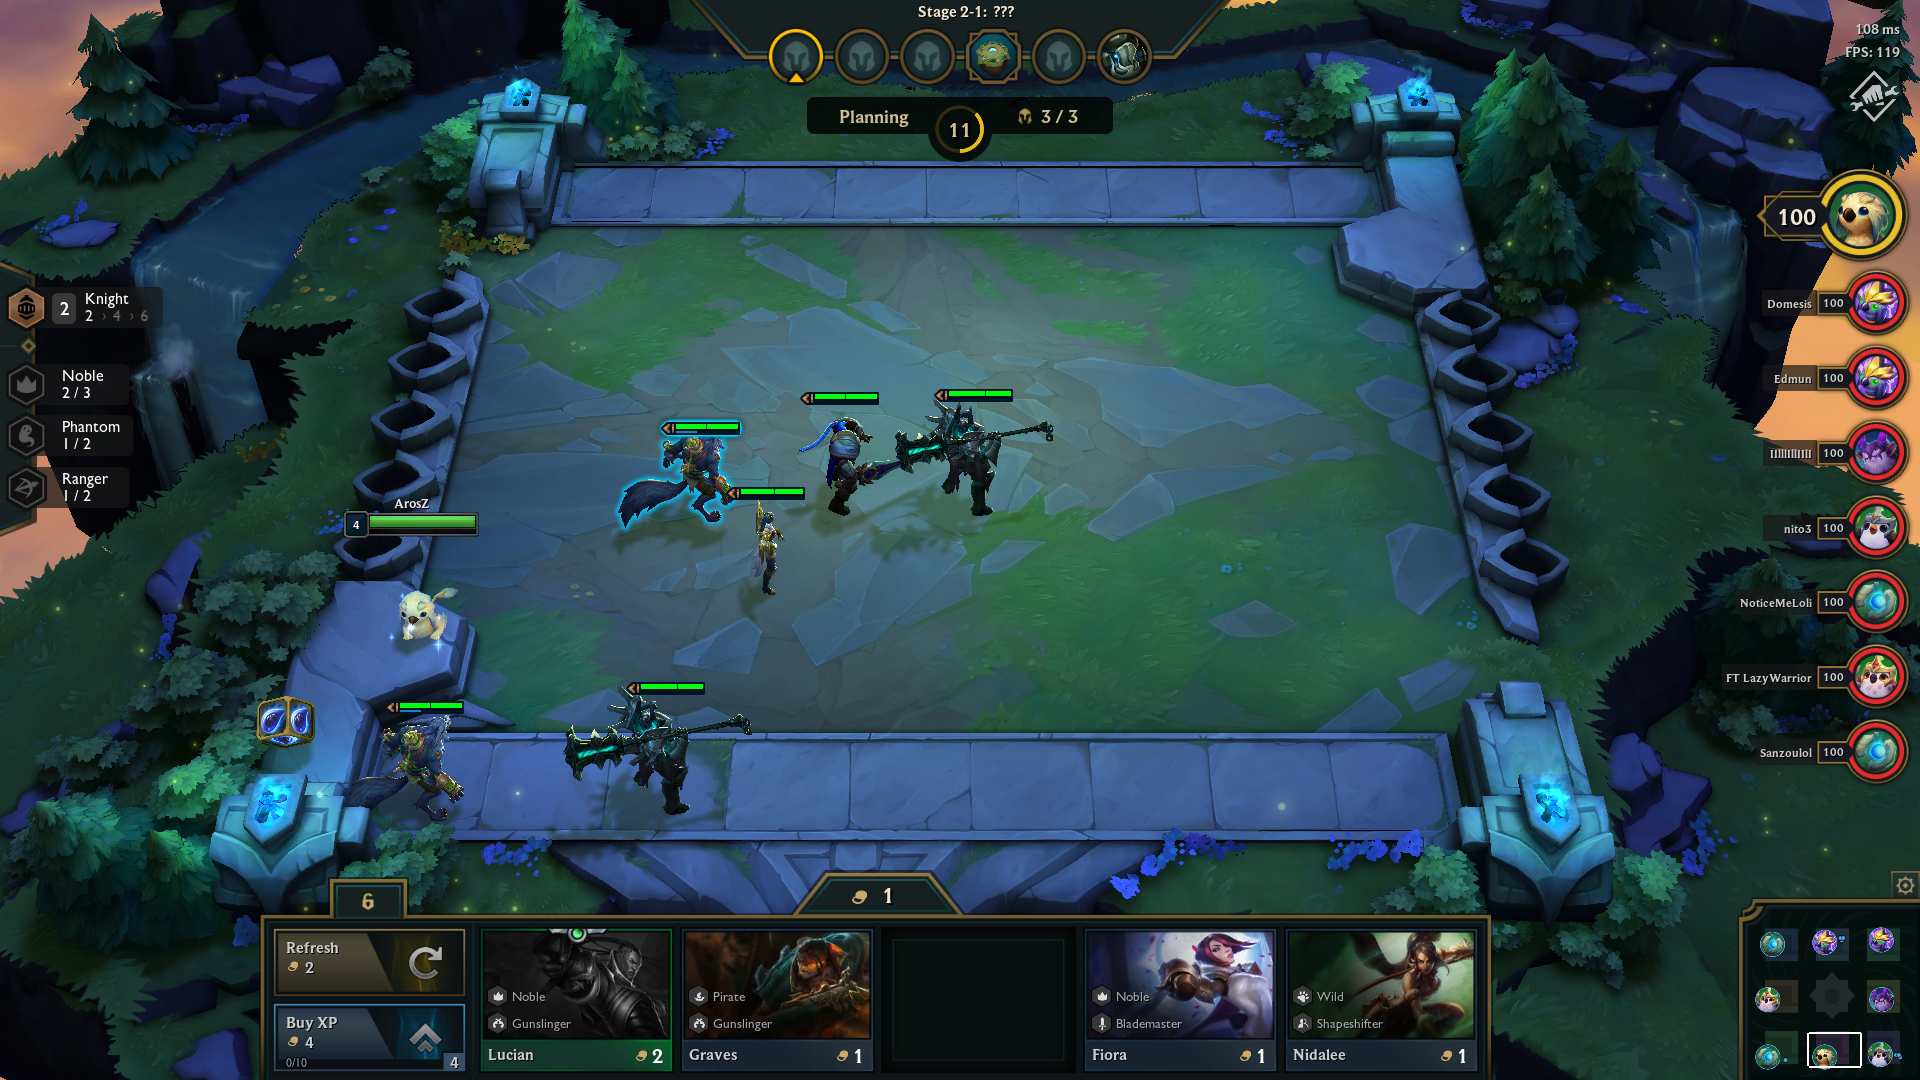 Stage 2-1: ???
108 ms
FPS: 119
Planning
11
3 / 3
100
Domesis 100
Edmun 100
100
nito3 100
NoticeMeLoli 100
FT LazyWarrior 100
Sanzoulol 100
2
Knight
2 › 4 › 6
Noble
2 / 3
Phantom
1 / 2
Ranger
1 / 2
ArosZ
4
6
1
Refresh
2
Buy XP
4
0/10
4
Noble
Gunslinger
Lucian 2
Pirate
Gunslinger
Graves 1
Noble
Blademaster
Fiora 1
Wild
Shapeshifter
Nidalee 1